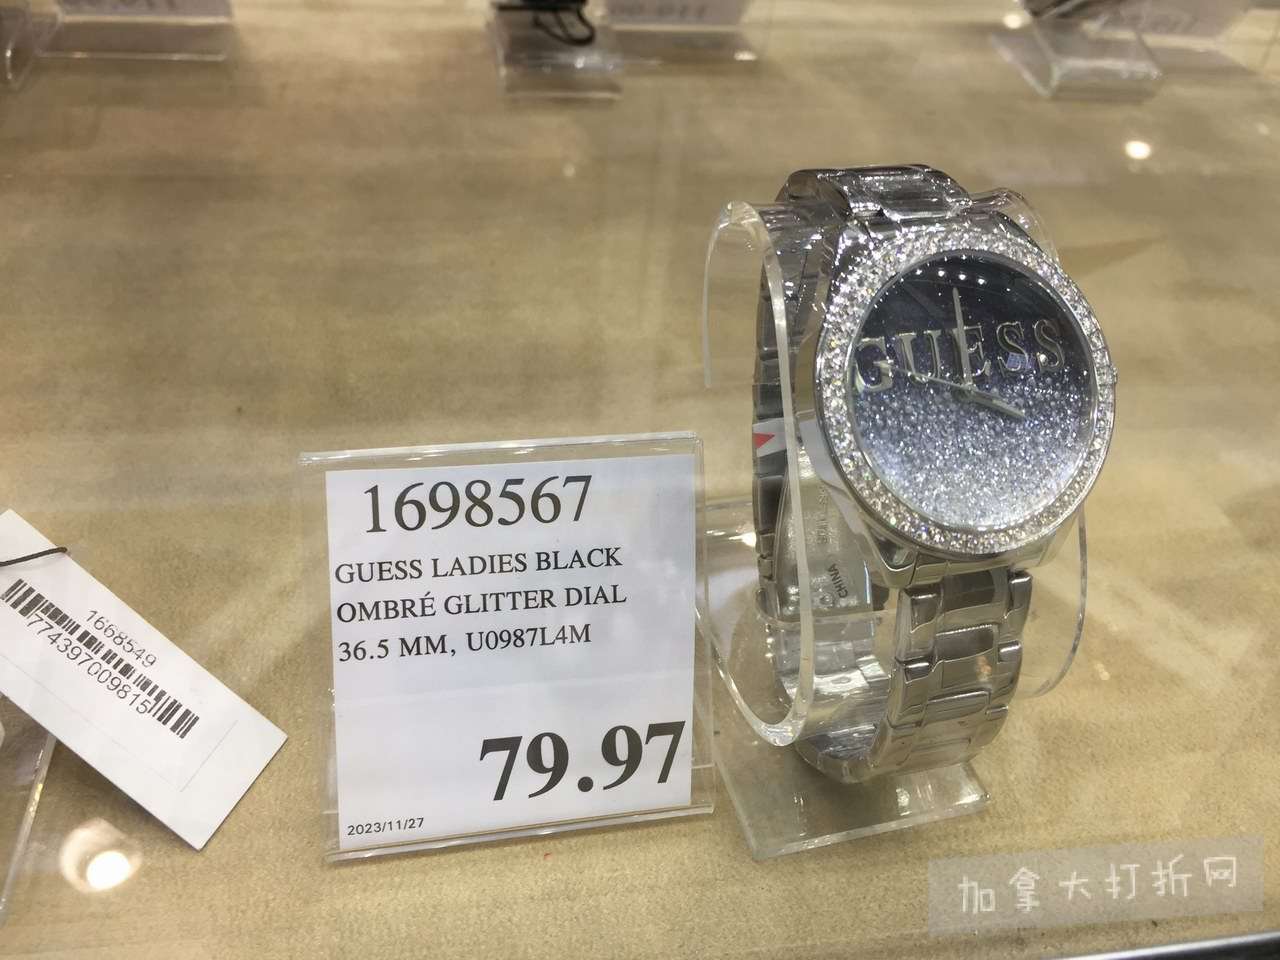 1698567
GUESS LADIES BLACK
OMBRÉ GLITTER DIAL
36.5 MM, U0987L4M
79.97
2023/11/27
1668549
774397009815
GUESS
CHINA
加拿大打折网